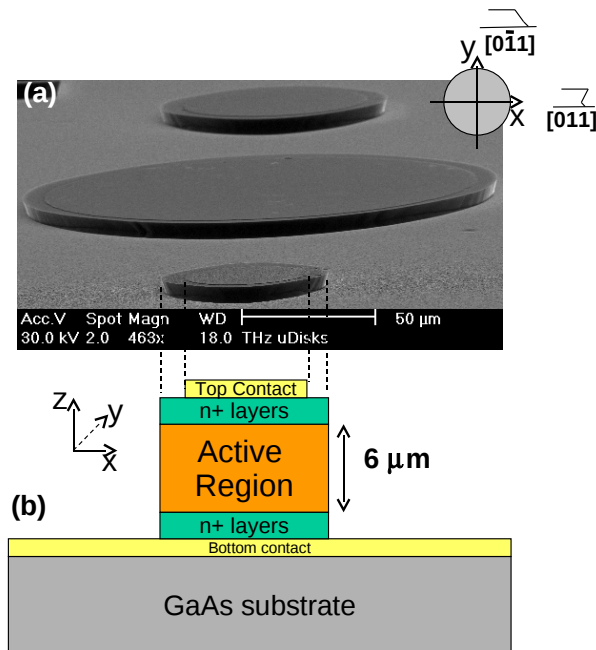 y [01̄1]
(a)
x
[011]
Acc.V Spot Magn WD 50 µm
30.0 kV 2.0 463x 18.0 THz uDisks
Top Contact
z
y
n+ layers
x
Active
Region
6 µm
(b)
n+ layers
Bottom contact
GaAs substrate